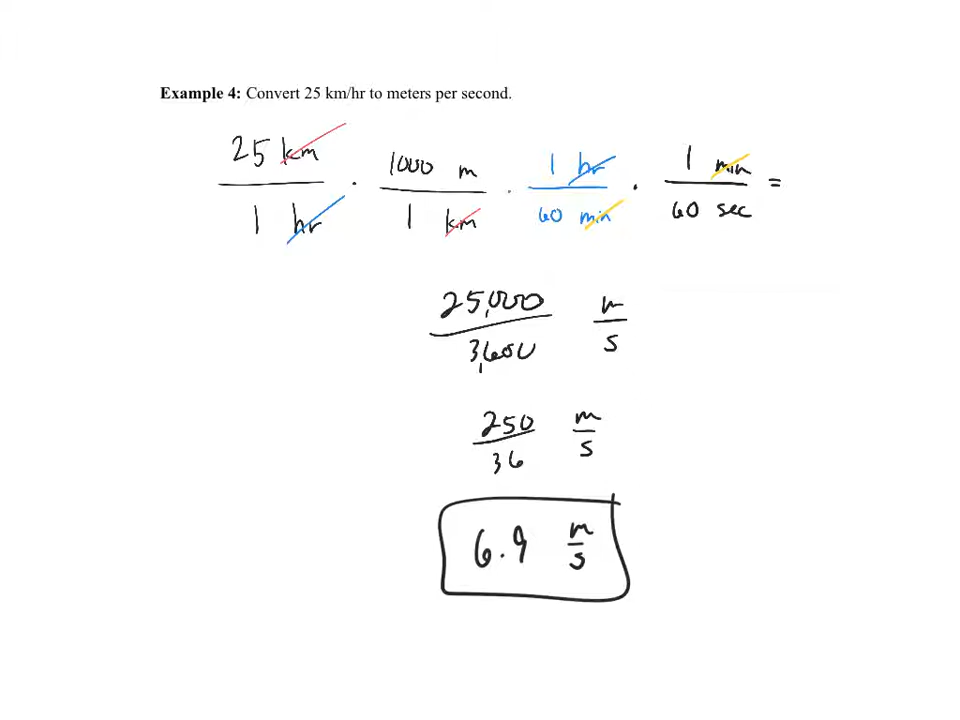 Example 4: Convert 25 km/hr to meters per second.
25 km / 1 hr · 1000 m / 1 km · 1 hr / 60 min · 1 min / 60 sec =
25,000 / 3,600 m/s
250 / 36 m/s
6.9 m/s